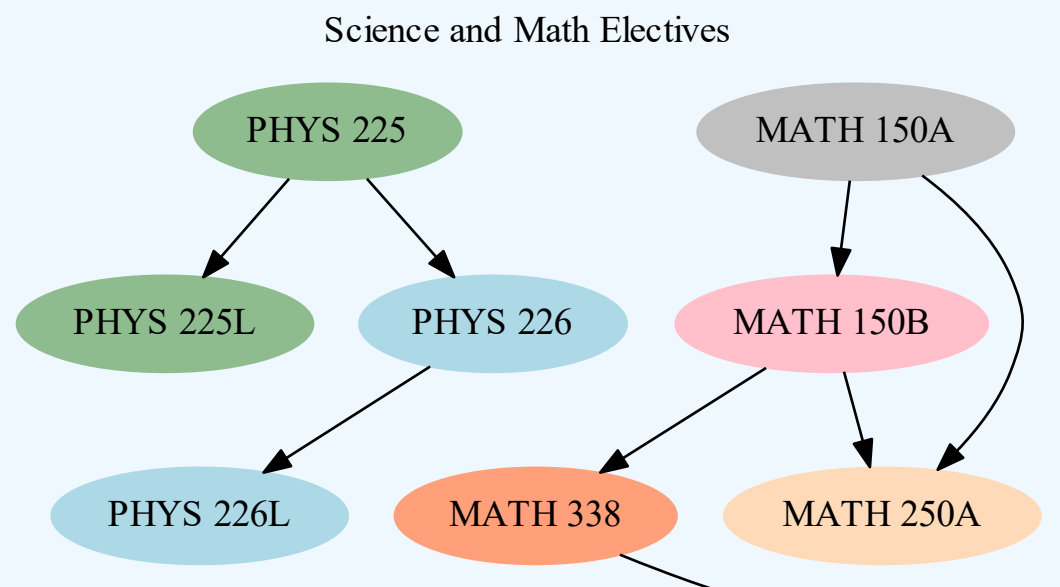 Science and Math Electives
PHYS 225
MATH 150A
PHYS 225L
PHYS 226
MATH 150B
PHYS 226L
MATH 338
MATH 250A